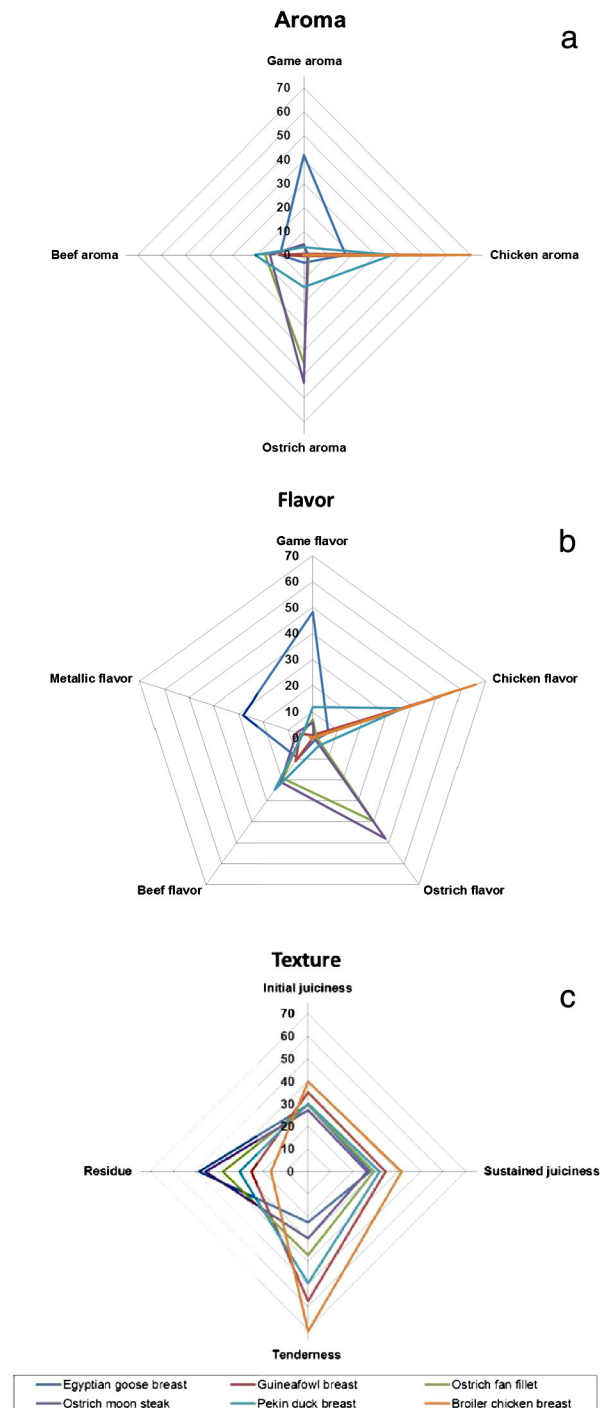 Aroma
a
Game aroma
70
60
50
40
30
20
10
0
Beef aroma
Chicken aroma
Ostrich aroma
Flavor
b
Game flavor
70
60
50
40
30
20
10
0
Metallic flavor
Chicken flavor
Beef flavor
Ostrich flavor
Texture
c
Initial juiciness
70
60
50
40
30
20
10
0
Residue
Sustained juiciness
Tenderness
Egyptian goose breast Guineafowl breast Ostrich fan fillet
Ostrich moon steak Pekin duck breast Broiler chicken breast